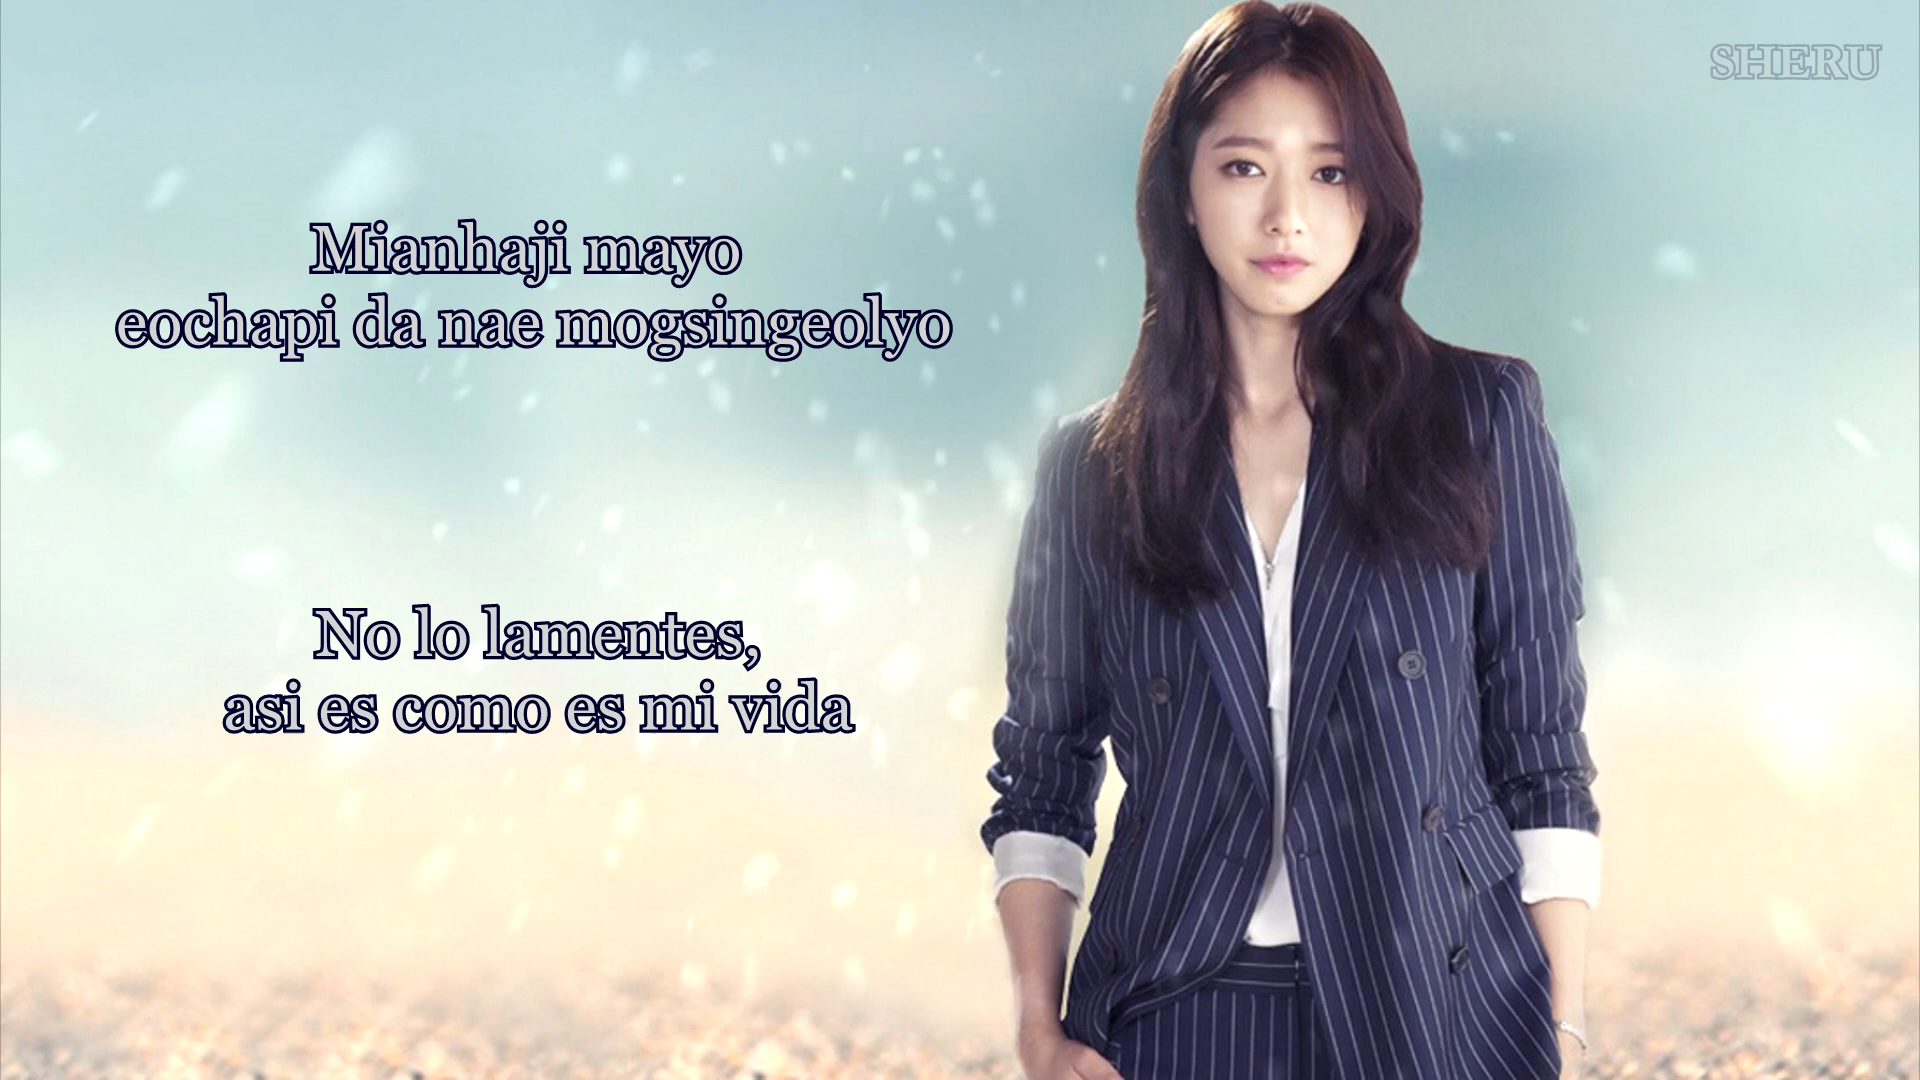 SHERU
Mianhaji mayo
eochapi da nae mogsingeolyo
No lo lamentes,
asi es como es mi vida